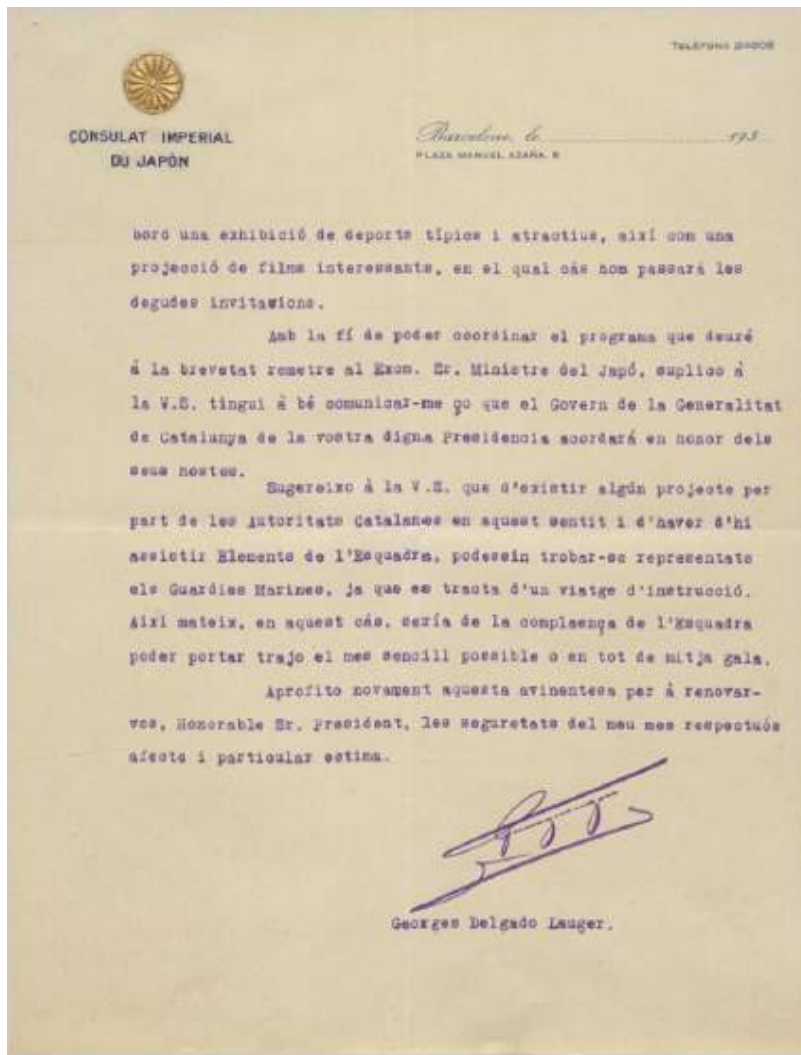 TELÉFONO
CONSULAT IMPERIAL
DU JAPÓN
Barcelona, le 193
PLAZA MANUEL AZAÑA, 8
bord una exhibició de deports típics i atractius, així com una
projecció de films interessants, en el qual cás hom passará les
degudes invitasions.
Amb la fí de poder coordinar el programa que deuré
á la brevetat remetre al Excm. Sr. Ministre del Japó, suplico á
la V.E. tingui á bé comunicar-me ço que el Govern de la Generalitat
de Catalunya de la vostra digna Presidencia acordará en honor dels
seus hostes.
Sugereixo á la V.E. que d'existir algún projecte per
part de les Autoritats Catalanes en aquest sentit i d'haver d'hi
assistir Elements de l'Esquadra, podessin trobar-se representats
els Guardies Marines, ja que es tracta d'un viatge d'instrucció.
Aixi mateix, en aquest cás, sería de la complaença de l'Esquadra
poder portar trajo el mes sencill possible o en tot de mitja gala.
Aprofito novament aquesta avinentesa per á renovar-
vos, Honorable Sr. President, les seguretats del meu mes respectuós
afecte i particular estima.
Georges Delgado Lauger.